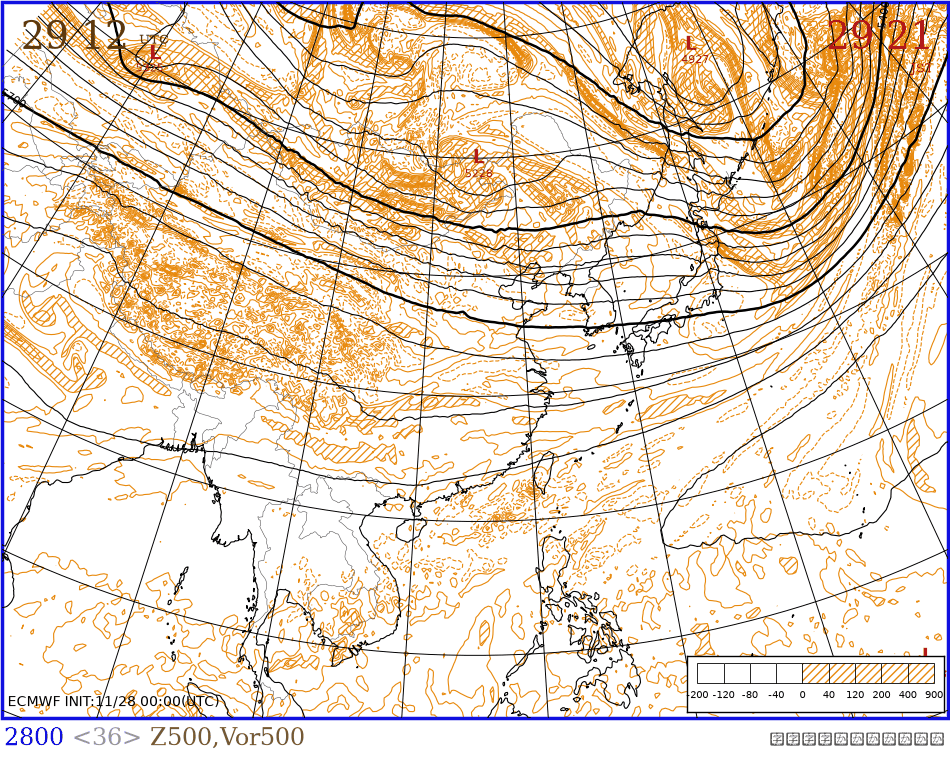 29 12
UTC
29 21
JST
L
L
4927
L
5228
5700
L
ECMWF INIT:11/28 00:00(UTC)
-200 -120 -80 -40 0 40 120 200 400 900
2800 <36> Z500,Vor500